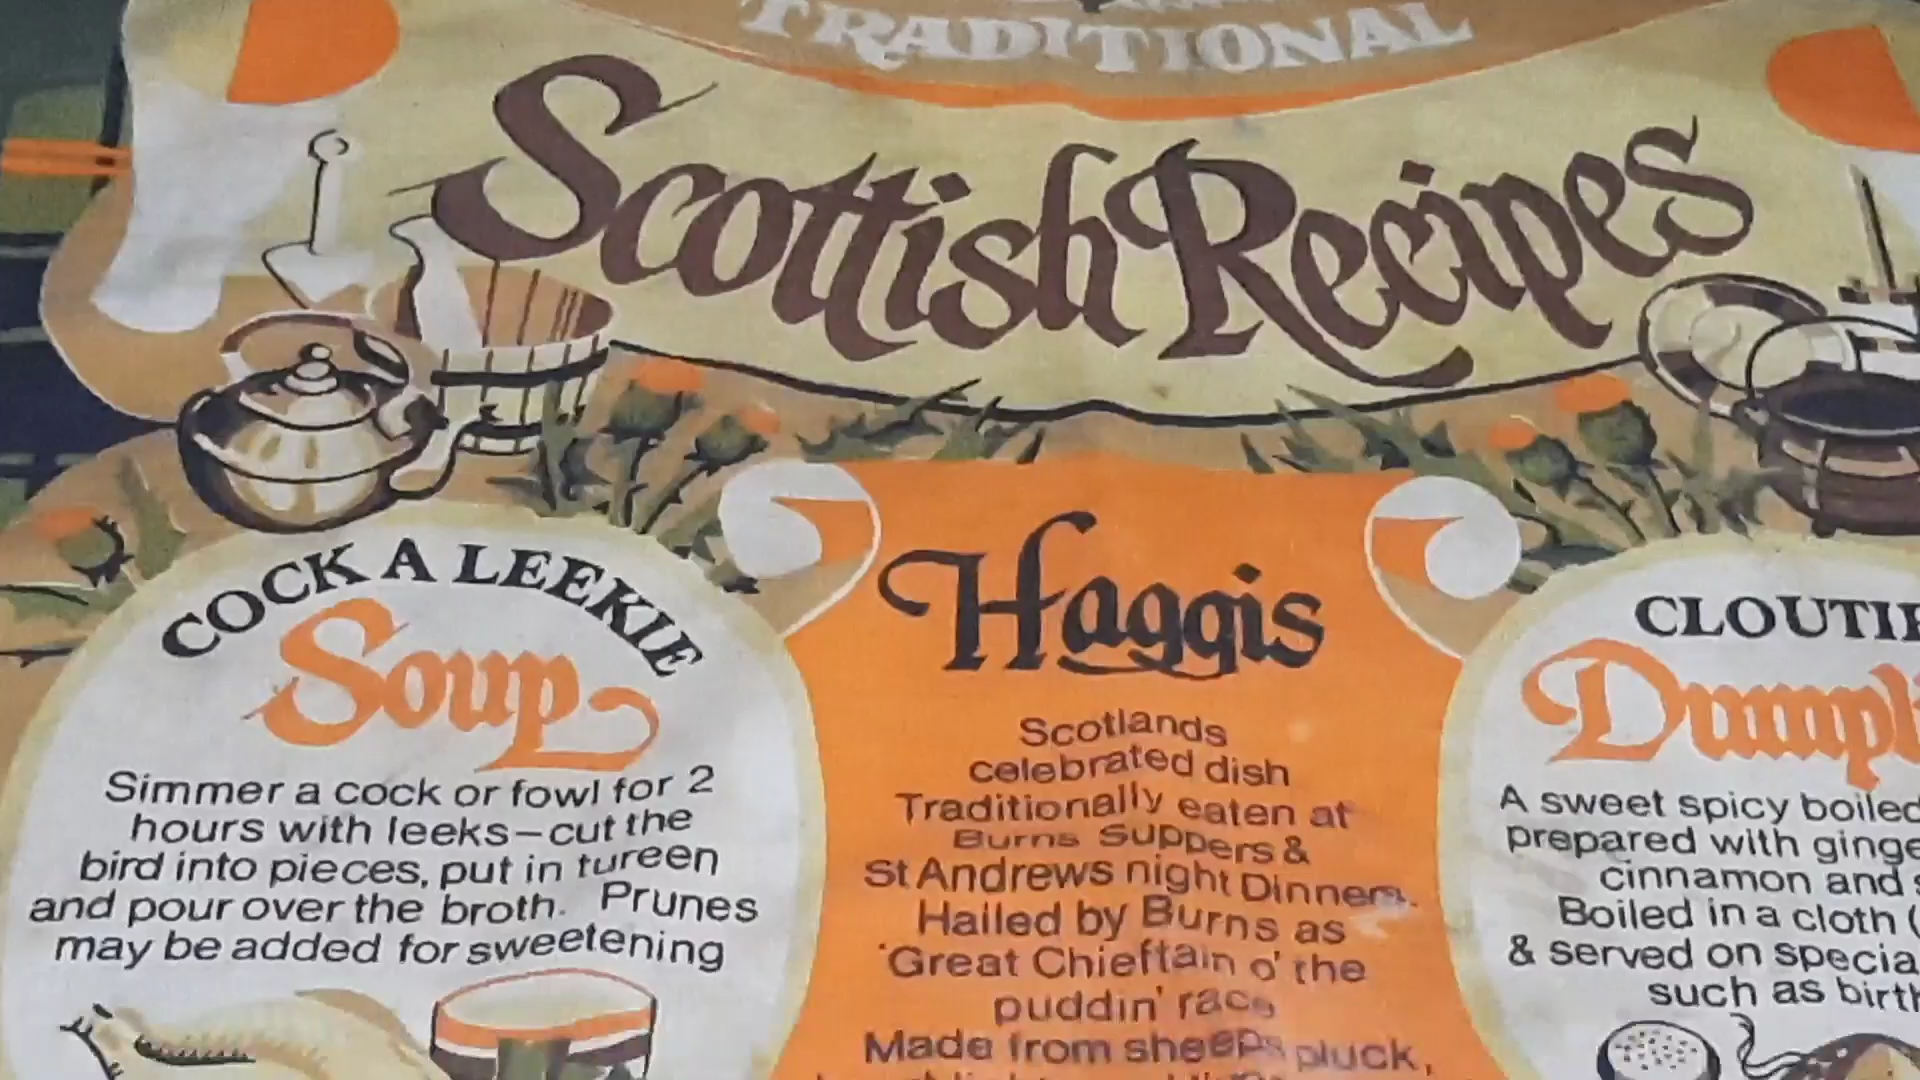 TRADITIONAL
Scottish Recipes
COCK A LEEKIE
Soup
Simmer a cock or fowl for 2
hours with leeks-cut the
bird into pieces, put in tureen
and pour over the broth. Prunes
may be added for sweetening
Haggis
Scotlands
celebrated dish
Traditionally eaten at
Burns Suppers &
St Andrews night Dinners.
Hailed by Burns as
'Great Chieftain o' the
puddin' race
Made from sheeps pluck,
CLOUTIE
Dumpli
A sweet spicy boiled
prepared with ginge
cinnamon and s
Boiled in a cloth (
& served on specia
such as birth